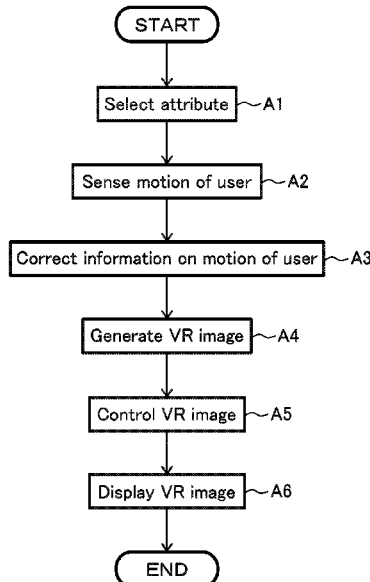 START
Select attribute A1
Sense motion of user A2
Correct information on motion of user A3
Generate VR image A4
Control VR image A5
Display VR image A6
END